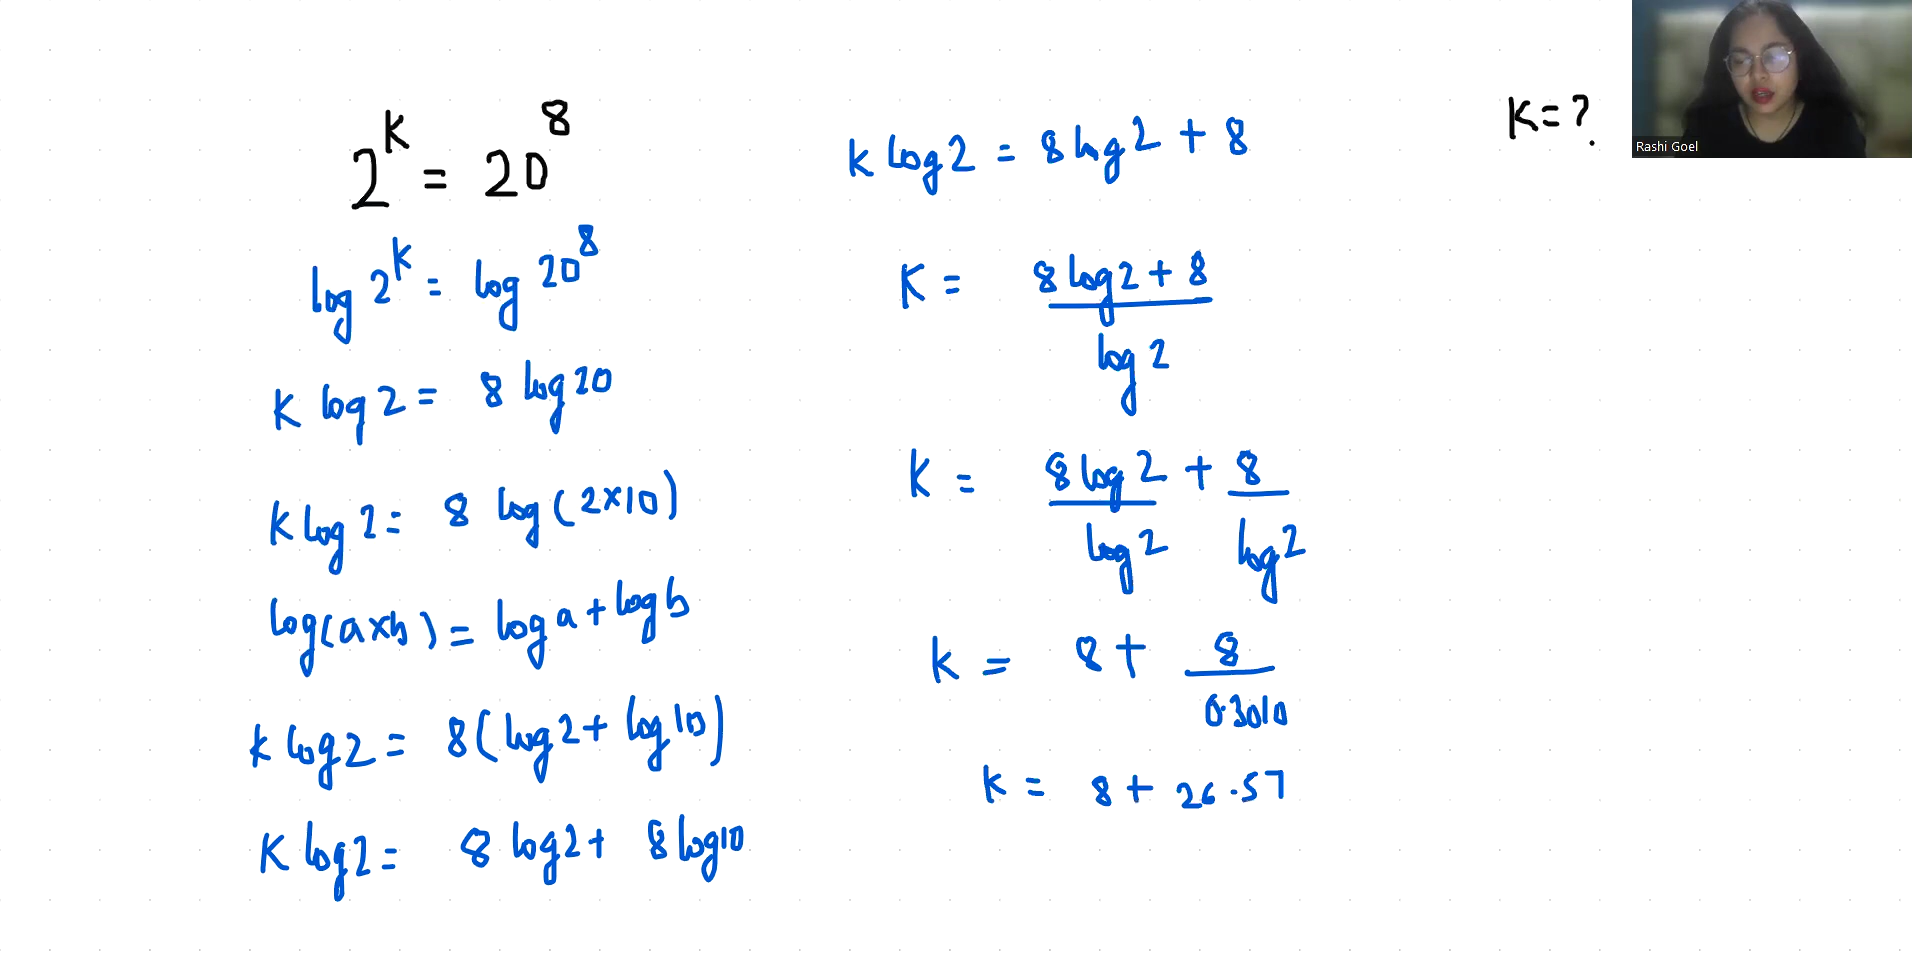 2^k = 20^8
log 2^k = log 20^8
k log 2 = 8 log 20
k log 2 = 8 log (2×10)
log(a×b) = log a + log b
k log 2 = 8(log 2 + log 10)
k log 2 = 8 log 2 + 8 log 10
k log 2 = 8 log 2 + 8
K = (8 log 2 + 8) / log 2
k = 8 log 2 / log 2 + 8 / log 2
k = 8 + 8 / 0.3010
k = 8 + 26.57
K = ?
Rashi Goel